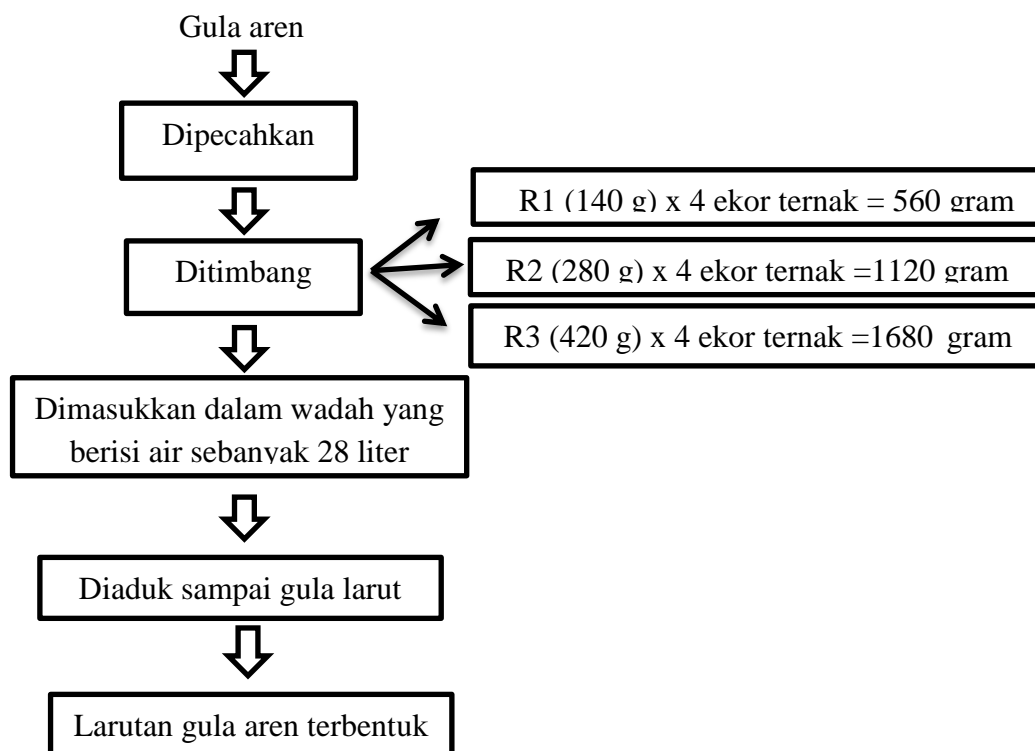 Gula aren
Dipecahkan
Ditimbang
R1 (140 g) x 4 ekor ternak = 560 gram
R2 (280 g) x 4 ekor ternak =1120 gram
R3 (420 g) x 4 ekor ternak =1680 gram
Dimasukkan dalam wadah yang
berisi air sebanyak 28 liter
Diaduk sampai gula larut
Larutan gula aren terbentuk